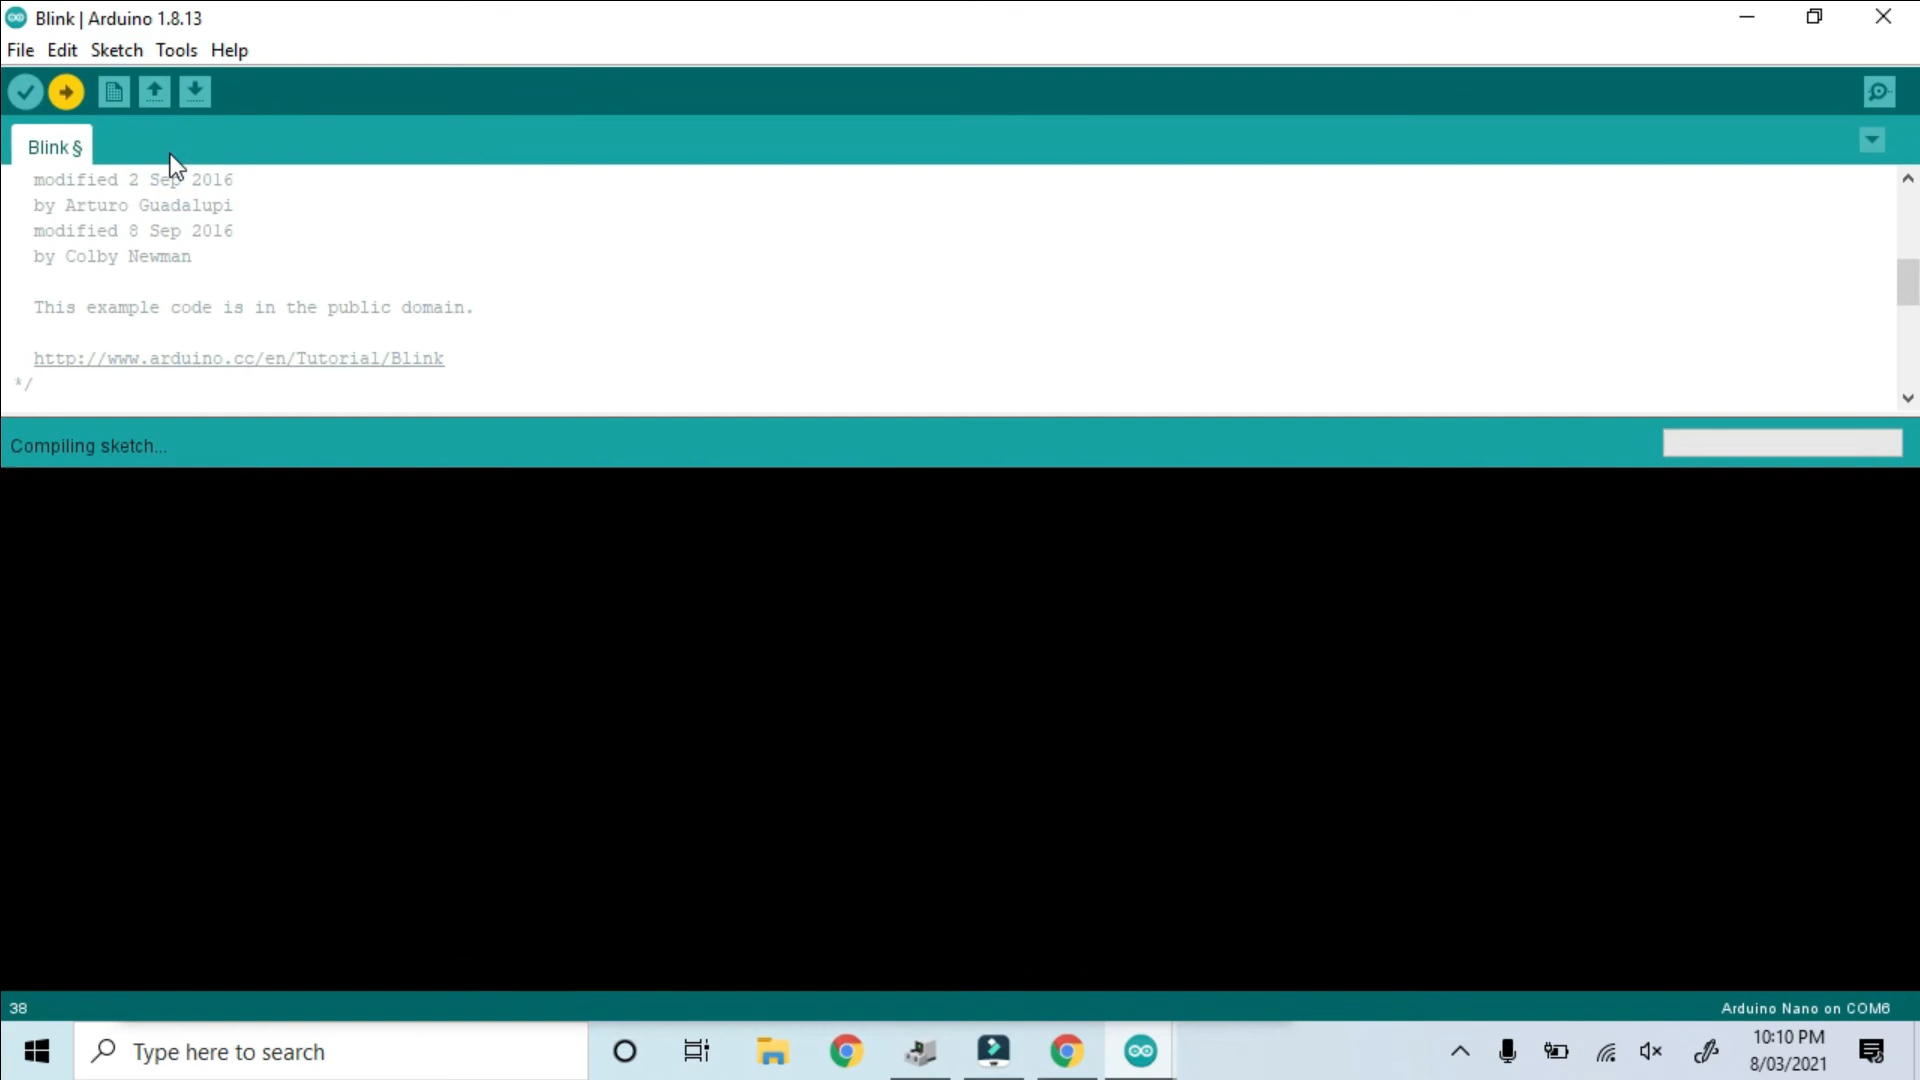 Blink | Arduino 1.8.13
File Edit Sketch Tools Help
Blink §
modified 2 Sep 2016
by Arturo Guadalupi
modified 8 Sep 2016
by Colby Newman
This example code is in the public domain.
http://www.arduino.cc/en/Tutorial/Blink
*/
Compiling sketch...
38
Arduino Nano on COM6
Type here to search
10:10 PM
8/03/2021